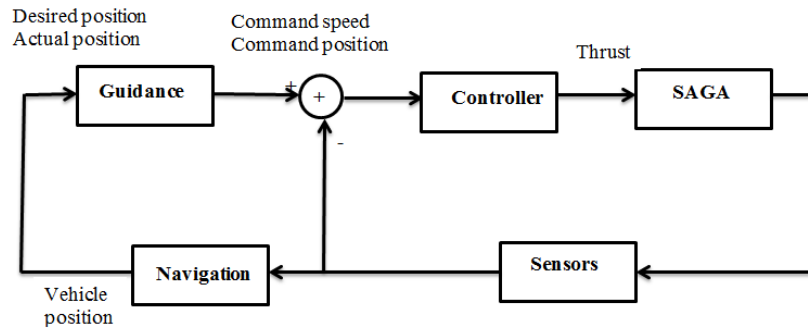 Desired position
Actual position
Command speed
Command position
Thrust
Guidance
+
+
Controller
SAGA
-
Navigation
Sensors
Vehicle
position